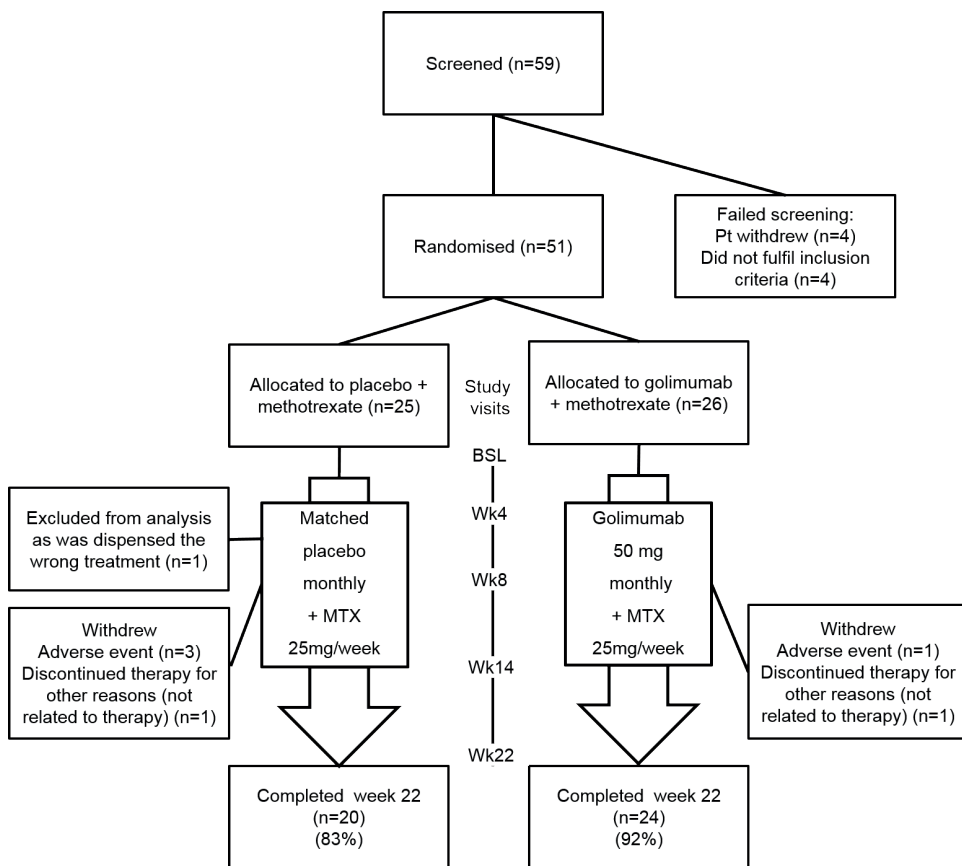 Screened (n=59)
Randomised (n=51)
Failed screening:
Pt withdrew (n=4)
Did not fulfil inclusion
criteria (n=4)
Allocated to placebo +
methotrexate (n=25)
Study
visits
Allocated to golimumab
+ methotrexate (n=26)
BSL
Wk4
Wk8
Wk14
Wk22
Excluded from analysis
as was dispensed the
wrong treatment (n=1)
Matched
placebo
monthly
+ MTX
25mg/week
Golimumab
50 mg
monthly
+ MTX
25mg/week
Withdrew
Adverse event (n=3)
Discontinued therapy for
other reasons (not
related to therapy) (n=1)
Withdrew
Adverse event (n=1)
Discontinued therapy for
other reasons (not
related to therapy) (n=1)
Completed week 22
(n=20)
(83%)
Completed week 22
(n=24)
(92%)